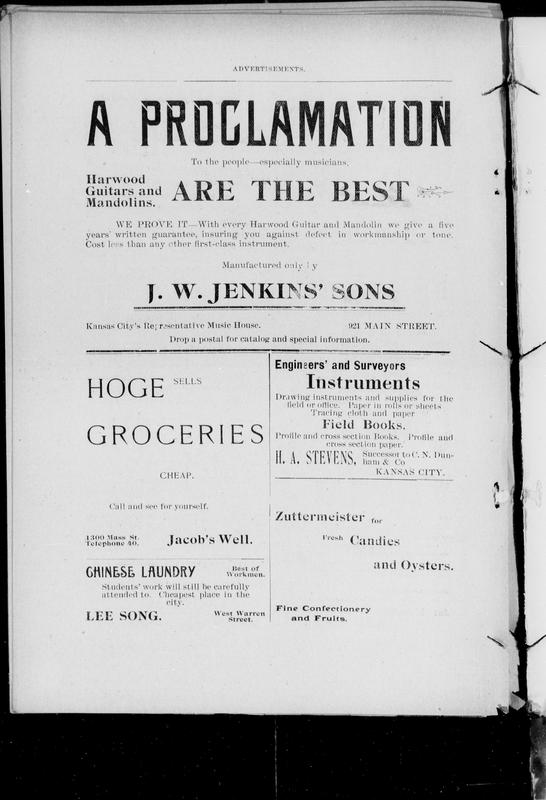 ADVERTISEMENTS.
A PROCLAMATION
To the people—especially musicians.
Harwood
Guitars and
Mandolins.
ARE THE BEST
WE PROVE IT—With every Harwood Guitar and Mandolin we give a five
years' written guarantee, insuring you against defect in workmanship or tone.
Cost less than any other first-class instrument.
Manufactured only by
J. W. JENKINS' SONS
Kansas City's Representative Music House. 921 MAIN STREET.
Drop a postal for catalog and special information.
HOGE SELLS
GROCERIES
CHEAP.
Call and see for yourself.
1300 Mass St.
Telephone 40.
Jacob's Well.
CHINESE LAUNDRY
Best of
Workmen.
Students' work will still be carefully
attended to. Cheapest place in the
city.
LEE SONG.
West Warren
Street.
Engineers' and Surveyors
Instruments
Drawing instruments and supplies for the
field or office. Paper in rolls or sheets
Tracing cloth and paper
Field Books.
Profile and cross section Books. Profile and
cross section paper.
H. A. STEVENS,
Successor to C. N. Dun-
ham & Co
KANSAS CITY.
Zuttermeister for
Fresh Candies
and Oysters.
Fine Confectionery
and Fruits.